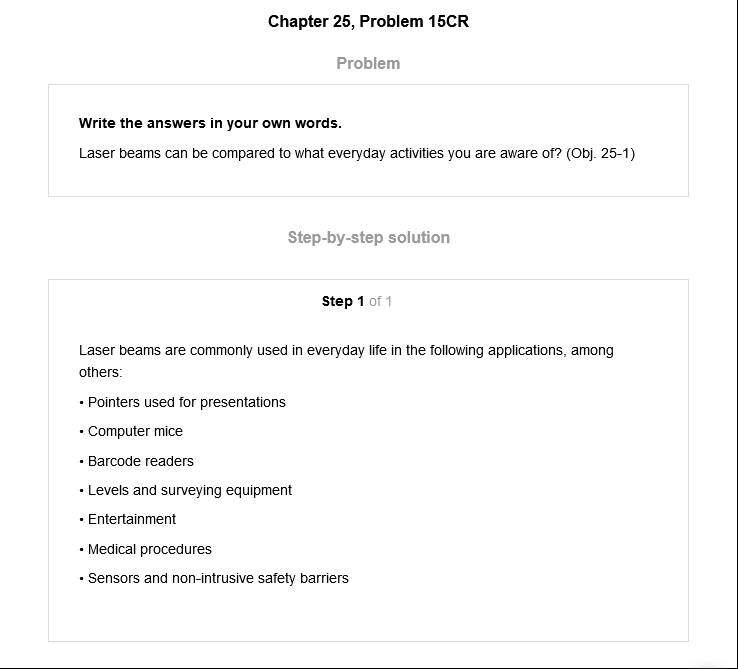 Chapter 25, Problem 15CR
Problem
Write the answers in your own words.
Laser beams can be compared to what everyday activities you are aware of? (Obj. 25-1)
Step-by-step solution
Step 1 of 1
Laser beams are commonly used in everyday life in the following applications, among
others:
• Pointers used for presentations
• Computer mice
• Barcode readers
• Levels and surveying equipment
• Entertainment
• Medical procedures
• Sensors and non-intrusive safety barriers